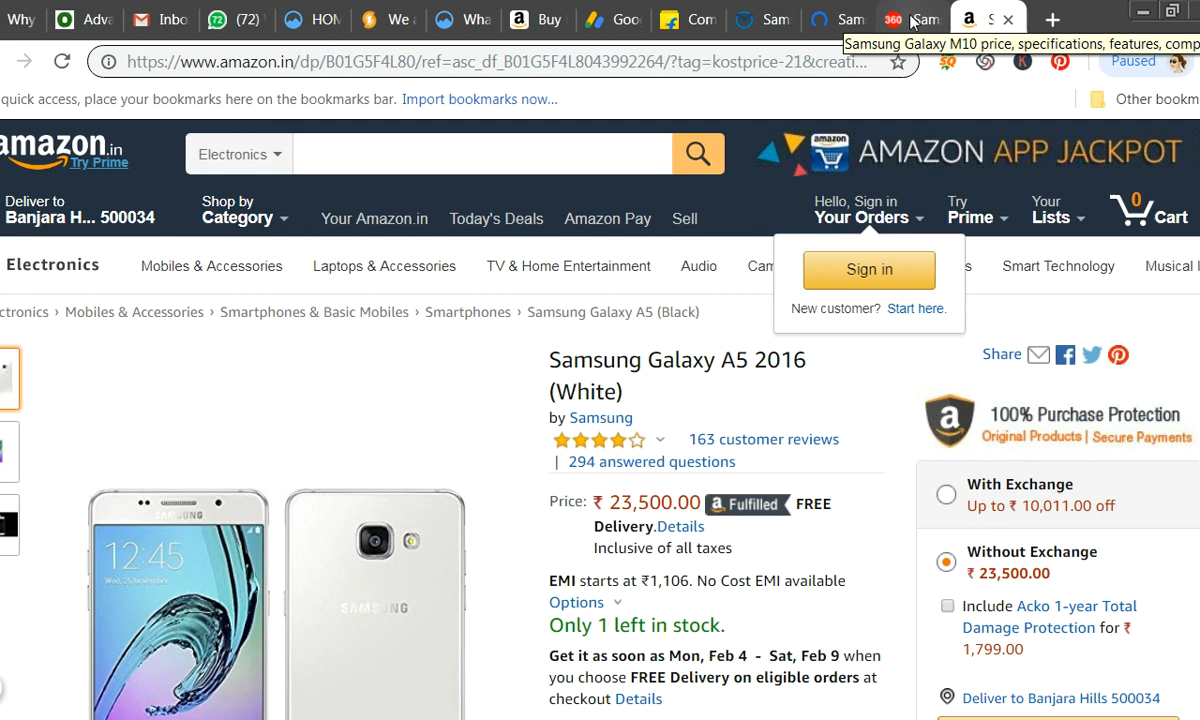 Why
Adva
Inbo
(72)
HOM
We a
Wha
Buy
Goo
Com
Sam
Sam
360
Sam
S
Samsung Galaxy M10 price, specifications, features, comp
https://www.amazon.in/dp/B01G5F4L80/ref=asc_df_B01G5F4L8043992264/?tag=kostprice-21&creati...
Paused
quick access, place your bookmarks here on the bookmarks bar. Import bookmarks now...
Other bookm
amazon.in
Try Prime
Electronics
amazon
AMAZON APP JACKPOT
Deliver to
Banjara H... 500034
Shop by
Category
Your Amazon.in
Today's Deals
Amazon Pay
Sell
Hello, Sign in
Your Orders
Try
Prime
Your
Lists
0
Cart
Electronics
Mobiles & Accessories
Laptops & Accessories
TV & Home Entertainment
Audio
Cam
s
Smart Technology
Musical I
Sign in
New customer? Start here.
ctronics › Mobiles & Accessories › Smartphones & Basic Mobiles › Smartphones › Samsung Galaxy A5 (Black)
Samsung Galaxy A5 2016
(White)
by Samsung
163 customer reviews
| 294 answered questions
Price: ₹ 23,500.00 Fulfilled FREE
Delivery.Details
Inclusive of all taxes
EMI starts at ₹1,106. No Cost EMI available
Options
Only 1 left in stock.
Get it as soon as Mon, Feb 4 - Sat, Feb 9 when
you choose FREE Delivery on eligible orders at
checkout Details
SAMSUNG
12:45
Wed, 25 November
SAMSUNG
Share
100% Purchase Protection
Original Products | Secure Payments
With Exchange
Up to ₹ 10,011.00 off
Without Exchange
₹ 23,500.00
Include Acko 1-year Total
Damage Protection for ₹
1,799.00
Deliver to Banjara Hills 500034